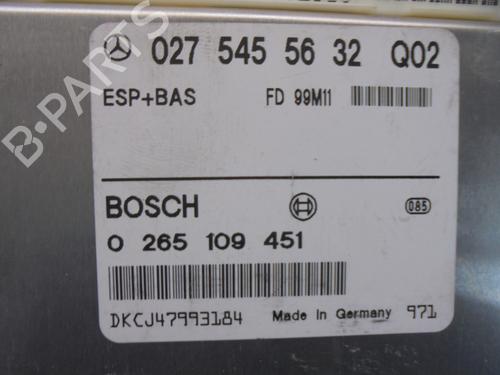 027 545 56 32 Q02
ESP+BAS FD 99M11
BOSCH 085
0 265 109 451
DKCJ47993184 Made in Germany 971